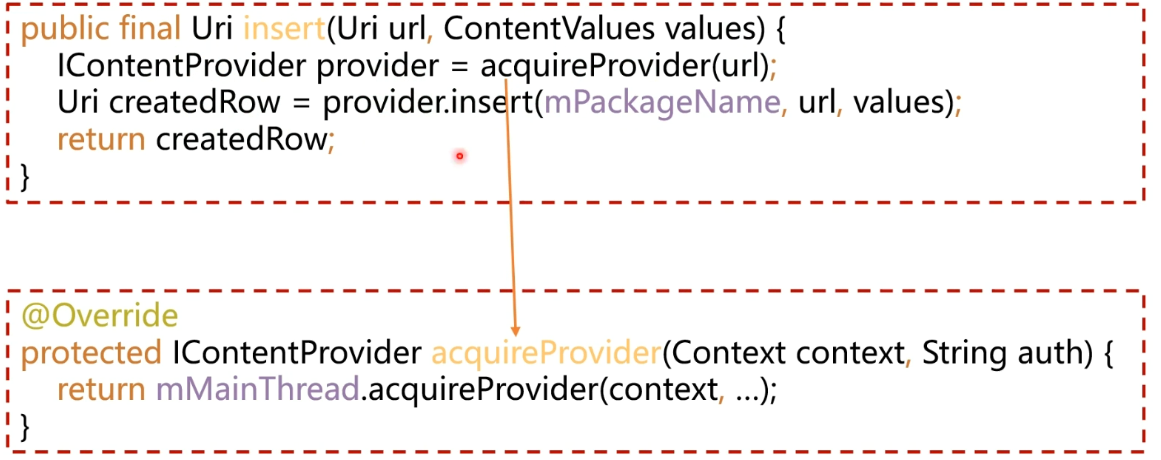 public final Uri insert(Uri url, ContentValues values) {
IContentProvider provider = acquireProvider(url);
Uri createdRow = provider.insert(mPackageName, url, values);
return createdRow;
}
@Override
protected IContentProvider acquireProvider(Context context, String auth) {
return mMainThread.acquireProvider(context, ...);
}